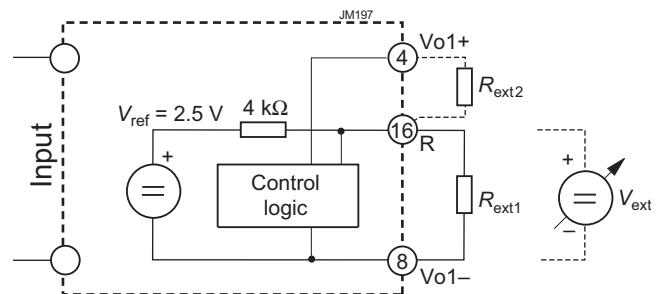 JM197
4
Vo1+
Rext2
Vref = 2.5 V
4 kΩ
16
R
+
Input
+
Control
logic
Rext1
Vext
–
8
Vo1–